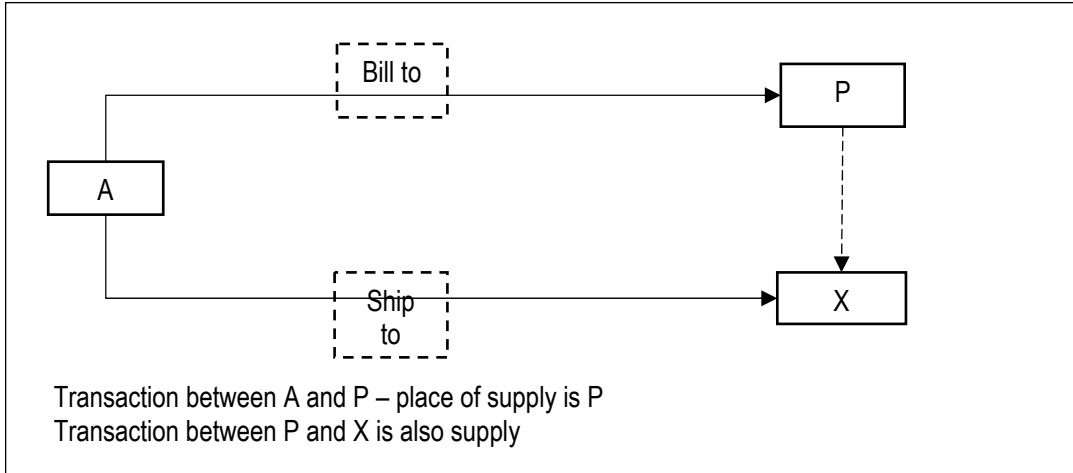 Bill to
P
A
Ship
to
X
Transaction between A and P – place of supply is P
Transaction between P and X is also supply